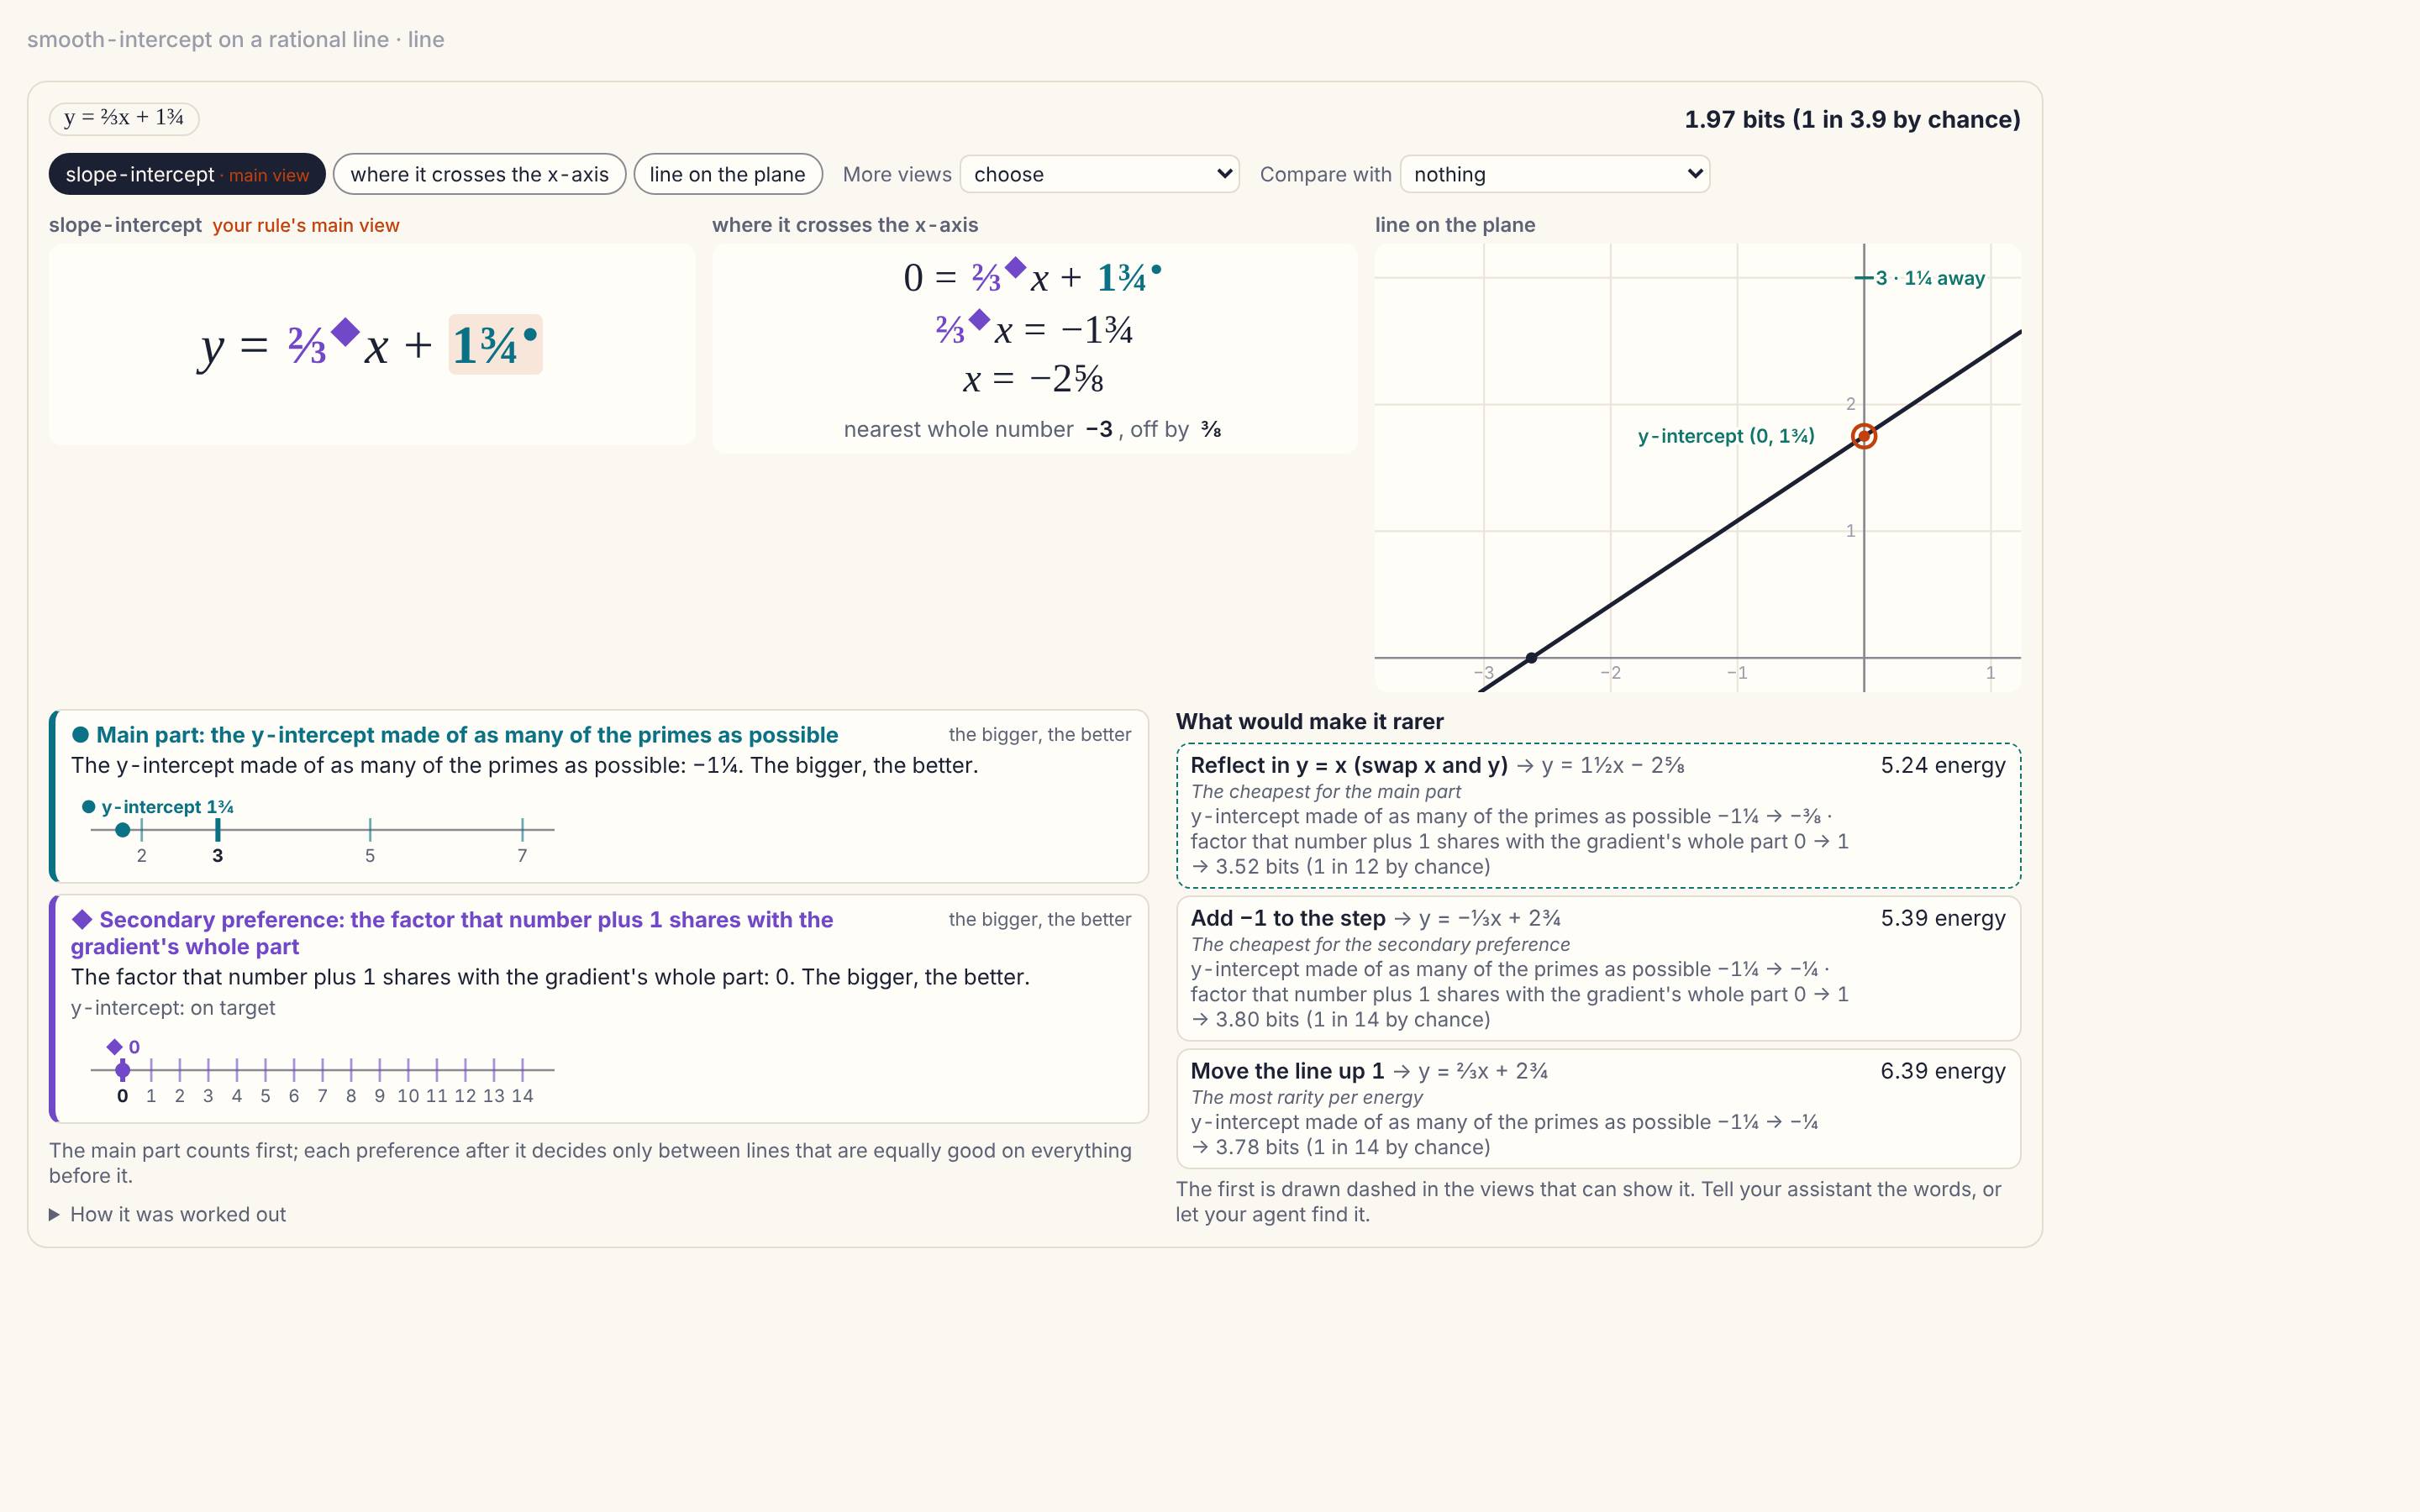 smooth-intercept on a rational line · line
y = ⅔x + 1¾
1.97 bits (1 in 3.9 by chance)
slope-intercept · main view
where it crosses the x-axis
line on the plane
More views
choose
Compare with
nothing
slope-intercept your rule's main view
y = ⅔◆x + 1¾●
where it crosses the x-axis
0 = ⅔◆x + 1¾●
⅔◆x = −1¾
x = −2⅝
nearest whole number −3 , off by ⅜
line on the plane
3 · 1¼ away
2
y-intercept (0, 1¾)
1
−3
−2
−1
1
● Main part: the y-intercept made of as many of the primes as possible
the bigger, the better
The y-intercept made of as many of the primes as possible: −1¼. The bigger, the better.
● y-intercept 1¾
2 3 5 7
◆ Secondary preference: the factor that number plus 1 shares with the
gradient's whole part
the bigger, the better
The factor that number plus 1 shares with the gradient's whole part: 0. The bigger, the better.
y-intercept: on target
◆ 0
0 1 2 3 4 5 6 7 8 9 10 11 12 13 14
The main part counts first; each preference after it decides only between lines that are equally good on everything
before it.
▶ How it was worked out
What would make it rarer
Reflect in y = x (swap x and y) → y = 1½x − 2⅝
5.24 energy
The cheapest for the main part
y-intercept made of as many of the primes as possible −1¼ → −⅜ ·
factor that number plus 1 shares with the gradient's whole part 0 → 1
→ 3.52 bits (1 in 12 by chance)
Add −1 to the step → y = −⅓x + 2¾
5.39 energy
The cheapest for the secondary preference
y-intercept made of as many of the primes as possible −1¼ → −¼ ·
factor that number plus 1 shares with the gradient's whole part 0 → 1
→ 3.80 bits (1 in 14 by chance)
Move the line up 1 → y = ⅔x + 2¾
6.39 energy
The most rarity per energy
y-intercept made of as many of the primes as possible −1¼ → −¼
→ 3.78 bits (1 in 14 by chance)
The first is drawn dashed in the views that can show it. Tell your assistant the words, or
let your agent find it.